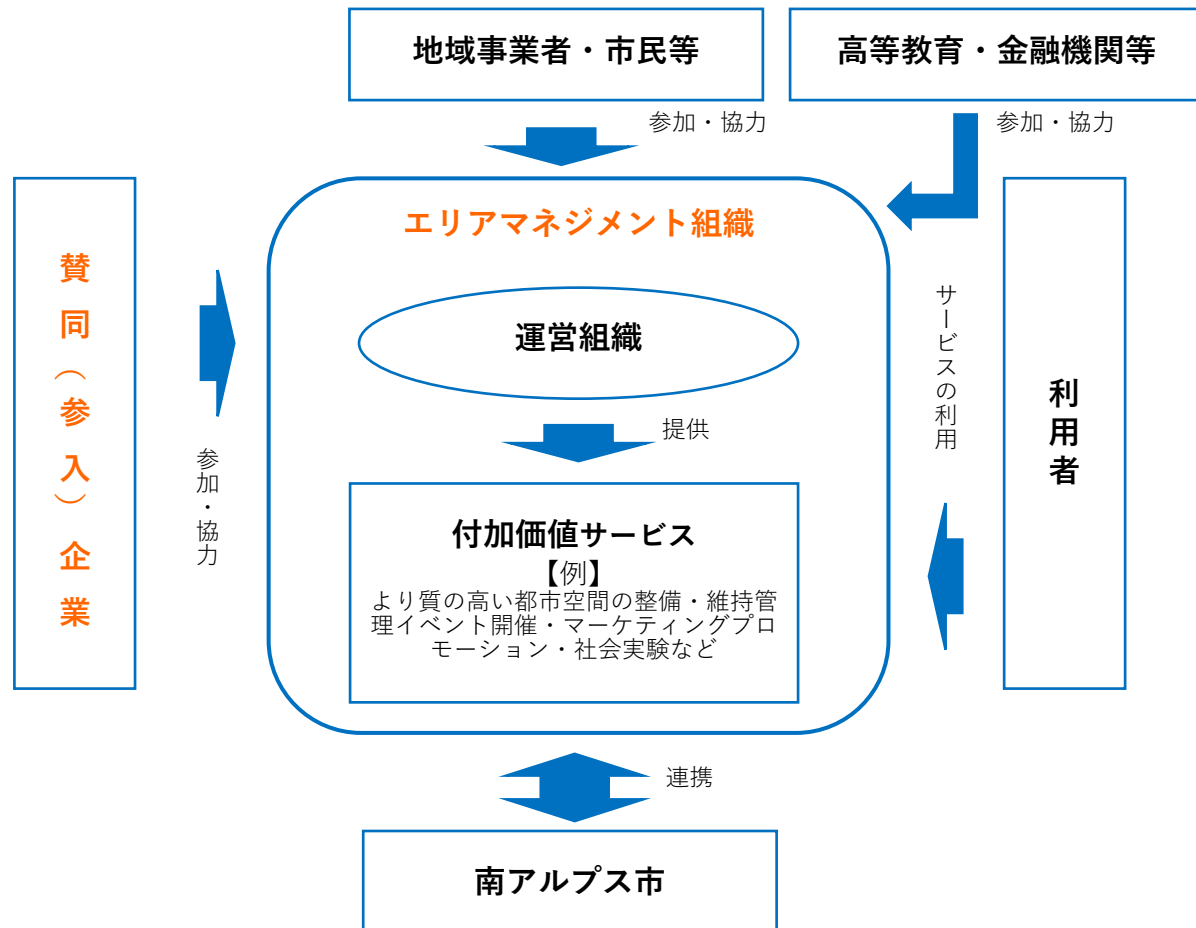 地域事業者・市民等
高等教育・金融機関等
参加・協力
参加・協力
エリアマネジメント組織
賛同（参入）企業
参加・協力
運営組織
提供
サービスの利用
利用者
付加価値サービス
【例】
より質の高い都市空間の整備・維持管
理イベント開催・マーケティングプロ
モーション・社会実験など
連携
南アルプス市